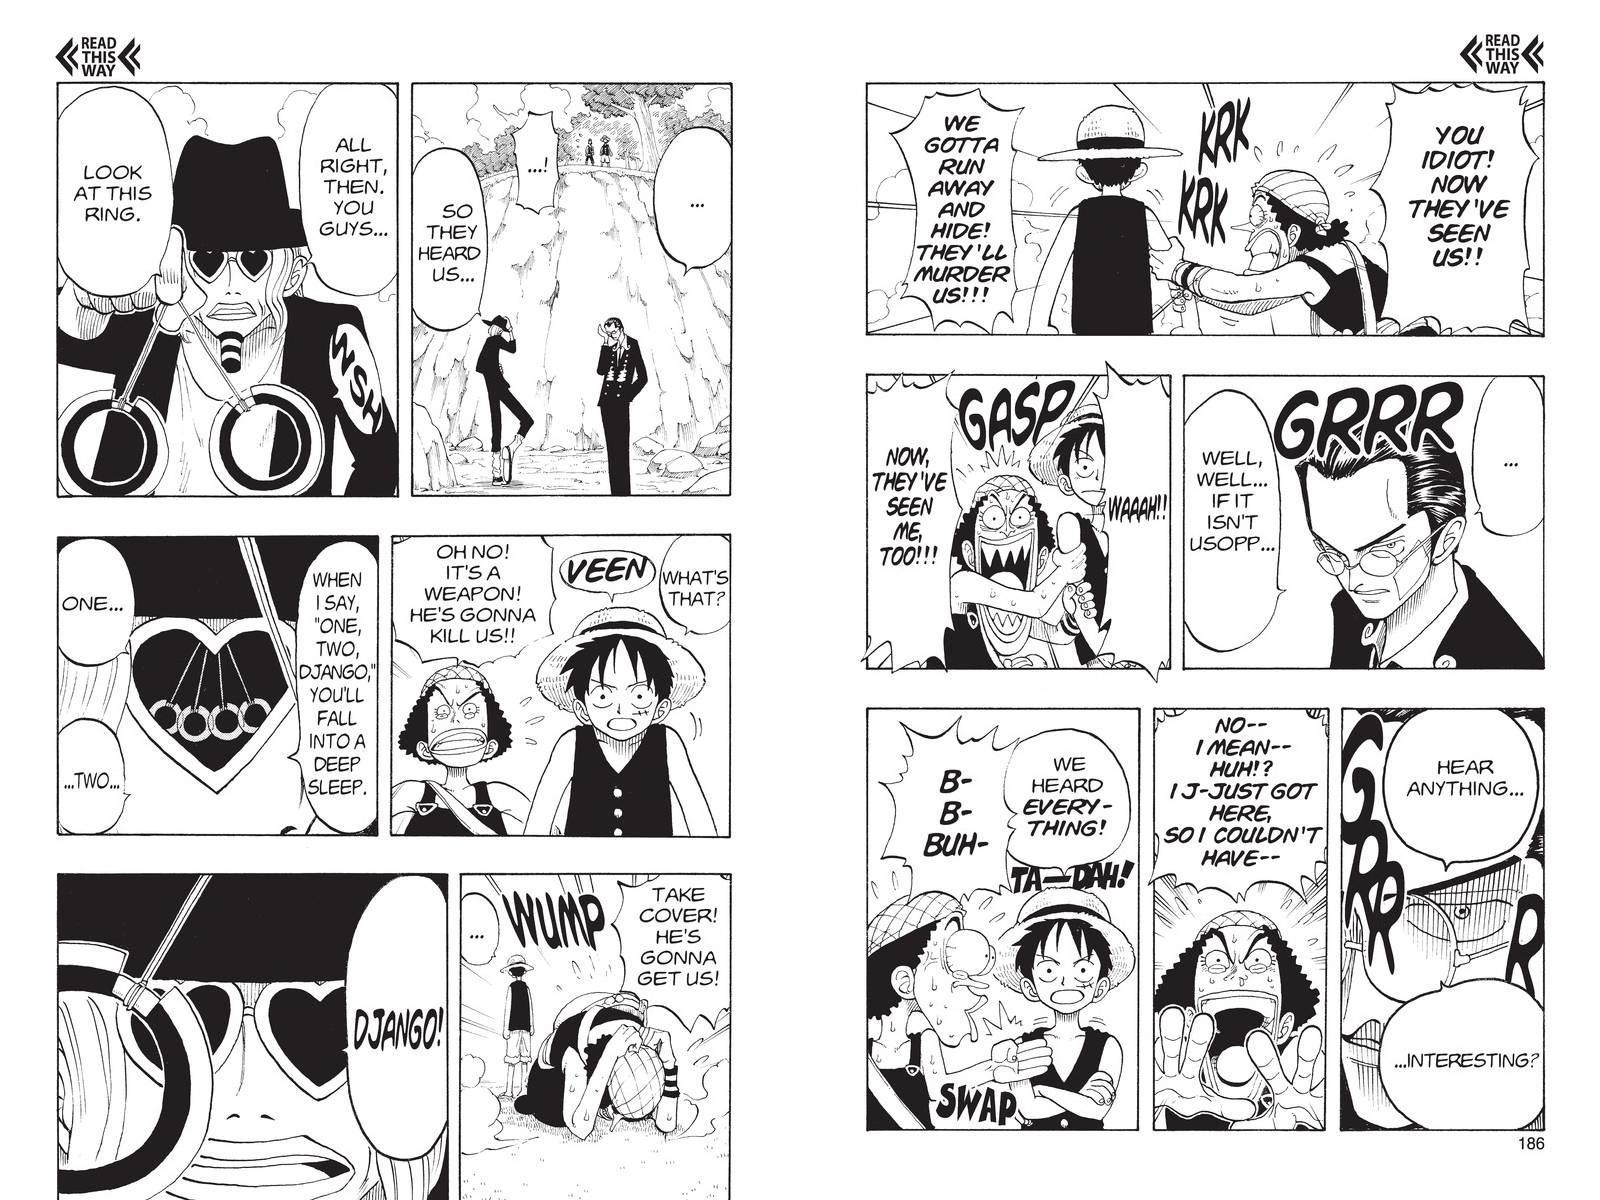 READ
THIS
WAY
YOU
IDIOT!
NOW
THEY'VE
SEEN
US!!
KRK
KRK
WE
GOTTA
RUN
AWAY
AND
HIDE!
THEY'LL
MURDER
US!!!
...
GRRR
WELL,
WELL...
IF IT
ISN'T
USOPP...
WAAAH!!
GASP
NOW,
THEY'VE
SEEN
ME,
TOO!!!
HEAR
ANYTHING...
GRRR
...INTERESTING?
NO--
I MEAN--
HUH!?
I J-JUST GOT
HERE,
SO I COULDN'T
HAVE--
WE
HEARD
EVERY-
THING!
TA—DAH!
B-
B-
BUH-
SWAP
186
READ
THIS
WAY
...
...!
SO
THEY
HEARD
US...
ALL
RIGHT,
THEN.
YOU
GUYS...
LOOK
AT THIS
RING.
WSH
WHAT'S
THAT?
VEEN
OH NO!
IT'S A
WEAPON!
HE'S GONNA
KILL US!!
WHEN
I SAY,
"ONE,
TWO,
DJANGO,"
YOU'LL
FALL
INTO A
DEEP
SLEEP.
ONE...
...TWO...
TAKE
COVER!
HE'S
GONNA
GET US!
WUMP
...
DJANGO!